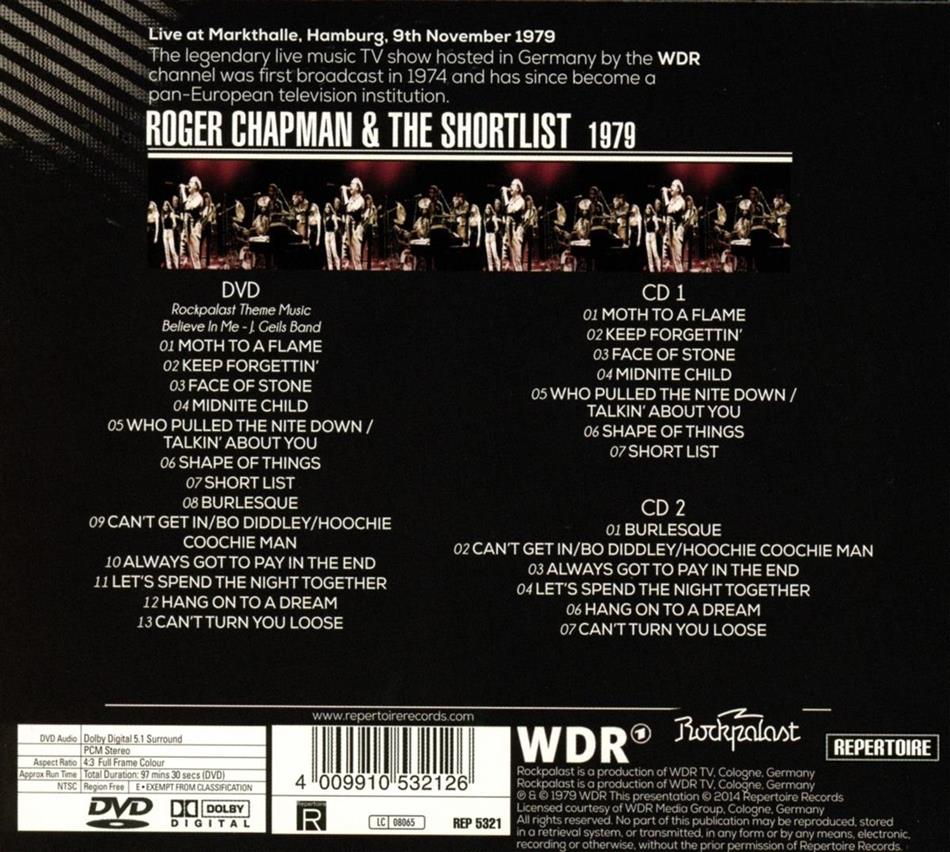 Live at Markthalle, Hamburg, 9th November 1979
The legendary live music TV show hosted in Germany by the WDR
channel was first broadcast in 1974 and has since become a
pan-European television institution.
ROGER CHAPMAN & THE SHORTLIST 1979
DVD
Rockpalast Theme Music
Believe In Me - J. Geils Band
01 MOTH TO A FLAME
02 KEEP FORGETTIN'
03 FACE OF STONE
04 MIDNITE CHILD
05 WHO PULLED THE NITE DOWN /
TALKIN' ABOUT YOU
06 SHAPE OF THINGS
07 SHORT LIST
08 BURLESQUE
09 CAN'T GET IN/BO DIDDLEY/HOOCHIE
COOCHIE MAN
10 ALWAYS GOT TO PAY IN THE END
11 LET'S SPEND THE NIGHT TOGETHER
12 HANG ON TO A DREAM
13 CAN'T TURN YOU LOOSE
CD 1
01 MOTH TO A FLAME
02 KEEP FORGETTIN'
03 FACE OF STONE
04 MIDNITE CHILD
05 WHO PULLED THE NITE DOWN /
TALKIN' ABOUT YOU
06 SHAPE OF THINGS
07 SHORT LIST
CD 2
01 BURLESQUE
02 CAN'T GET IN/BO DIDDLEY/HOOCHIE COOCHIE MAN
03 ALWAYS GOT TO PAY IN THE END
04 LET'S SPEND THE NIGHT TOGETHER
06 HANG ON TO A DREAM
07 CAN'T TURN YOU LOOSE
www.repertoirerecords.com
DVD Audio Dolby Digital 5.1 Surround
PCM Stereo
Aspect Ratio 4:3 Full Frame Colour
Approx Run Time Total Duration: 97 mins 30 secs (DVD)
NTSC Region Free E • EXEMPT FROM CLASSIFICATION
DVD
DOLBY
DIGITAL
4 009910 532126
Repertoire
R
LC 08065
REP 5321
WDR
Rockpalast
REPERTOIRE
Rockpalast is a production of WDR TV, Cologne, Germany
Rockpalast is a production of WDR TV, Cologne, Germany
℗ & © 1979 WDR This presentation © 2014 Repertoire Records
Licensed courtesy of WDR Media Group, Cologne, Germany
All rights reserved. No part of this publication may be reproduced, stored
in a retrieval system, or transmitted, in any form or by any means, electronic,
recording or otherwise, without the prior permission of Repertoire Records.